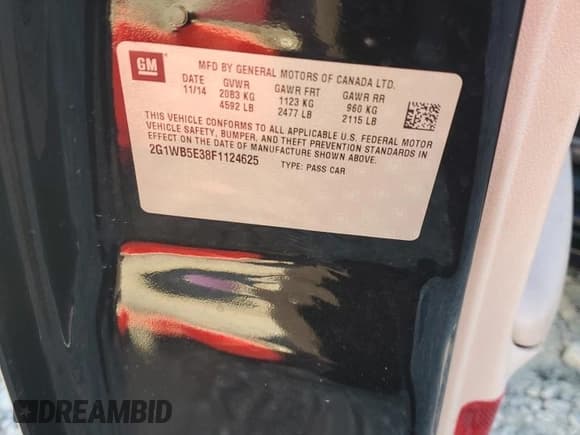 GM
MFD BY GENERAL MOTORS OF CANADA LTD.
DATE GVWR GAWR FRT GAWR RR
11/14 2083 KG 1123 KG 960 KG
4592 LB 2477 LB 2115 LB
THIS VEHICLE CONFORMS TO ALL APPLICABLE U.S. FEDERAL MOTOR
VEHICLE SAFETY, BUMPER, AND THEFT PREVENTION STANDARDS IN
EFFECT ON THE DATE OF MANUFACTURE SHOWN ABOVE.
2G1WB5E38F1124625 TYPE: PASS CAR
DREAMBID